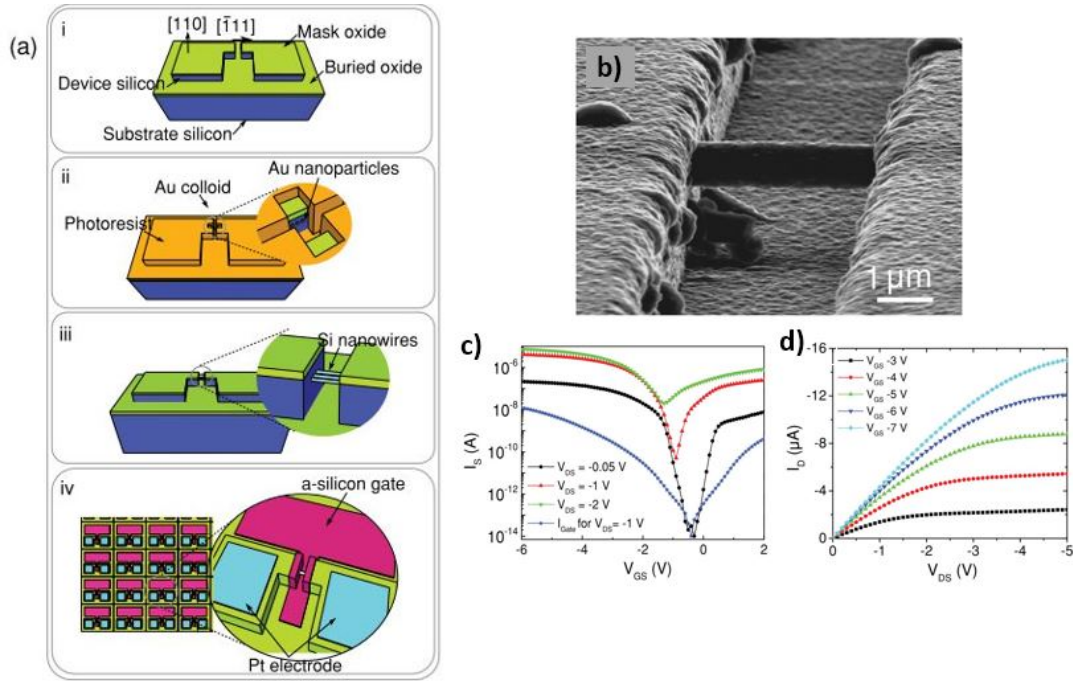 (a)
i
[110]
[1̄11]
Mask oxide
Buried oxide
Device silicon
Substrate silicon
ii
Au nanoparticles
Au colloid
Photoresist
iii
Si nanowires
iv
a-silicon gate
Pt electrode
b)
1 µm
c)
10⁻⁶
10⁻⁸
10⁻¹⁰
10⁻¹²
10⁻¹⁴
I_S (A)
V_DS = -0.05 V
V_DS = -1 V
V_DS = -2 V
I_Gate for V_DS= -1 V
-6 -4 -2 0 2
V_GS (V)
d)
-16
-12
-8
-4
0
I_D (µA)
V_GS -3 V
V_GS -4 V
V_GS -5 V
V_GS -6 V
V_GS -7 V
0 -1 -2 -3 -4 -5
V_DS (V)